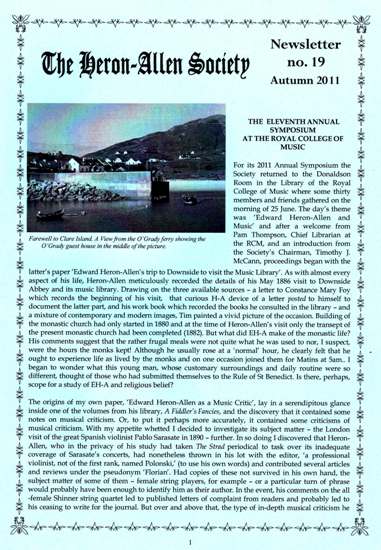 The Heron-Allen Society
Newsletter
no. 19
Autumn 2011
THE ELEVENTH ANNUAL
SYMPOSIUM
AT THE ROYAL COLLEGE OF
MUSIC
For its 2011 Annual Symposium the
Society returned to the Donaldson
Room in the Library of the Royal
College of Music where some thirty
members and friends gathered on the
morning of 25 June. The day's theme
was 'Edward Heron-Allen and
Music' and after a welcome from
Pam Thompson, Chief Librarian at
the RCM, and an introduction from
the Society's Chairman, Timothy J.
McCann, proceedings began with the
Farewell to Clare Island. A View from the O'Grady ferry showing the
O'Grady guest house in the middle of the picture.
latter's paper 'Edward Heron-Allen's trip to Downside to visit the Music Library'. As with almost every
aspect of his life, Heron-Allen meticulously recorded the details of his May 1886 visit to Downside
Abbey and its music library. Drawing on the three available sources – a letter to Constance Mary Foy
which records the beginning of his visit, that curious H-A device of a letter posted to himself to
document the latter part, and his work book which recorded the books he consulted in the library – and
a mixture of contemporary and modern images, Tim painted a vivid picture of the occasion. Building of
the monastic church had only started in 1880 and at the time of Heron-Allen's visit only the transept of
the present monastic church had been completed (1882). But what did EH-A make of the monastic life?
His comments suggest that the rather frugal meals were not quite what he was used to nor, I suspect,
were the hours the monks kept! Although he usually rose at a 'normal' hour, he clearly felt that he
ought to experience life as lived by the monks and on one occasion joined them for Matins at 5am.. I
began to wonder what this young man, whose customary surroundings and daily routine were so
different, thought of those who had submitted themselves to the Rule of St Benedict. Is there, perhaps,
scope for a study of EH-A and religious belief?
The origins of my own paper, 'Edward Heron-Allen as a Music Critic', lay in a serendipitous glance
inside one of the volumes from his library, A Fiddler's Fancies, and the discovery that it contained some
notes on musical criticism. Or, to put it perhaps more accurately, it contained some criticisms of
musical criticism. With my appetite whetted I decided to investigate its subject matter – the London
visit of the great Spanish violinist Pablo Sarasate in 1890 – further. In so doing I discovered that Heron-
Allen, who in the privacy of his study had taken The Strad periodical to task over its inadequate
coverage of Sarasate's concerts, had nonetheless thrown in his lot with the editor, 'a professional
violinist, not of the first rank, named Polonski,' (to use his own words) and contributed several articles
and reviews under the pseudonym 'Florian'. Had copies of these not survived in his own hand, the
subject matter of some of them – female string players, for example – or a particular turn of phrase
would probably have been enough to identify him as their author. In the event, his comments on the all
-female Shinner string quartet led to published letters of complaint from readers and probably led to
his ceasing to write for the journal. But over and above that, the type of in-depth musical criticism he
1